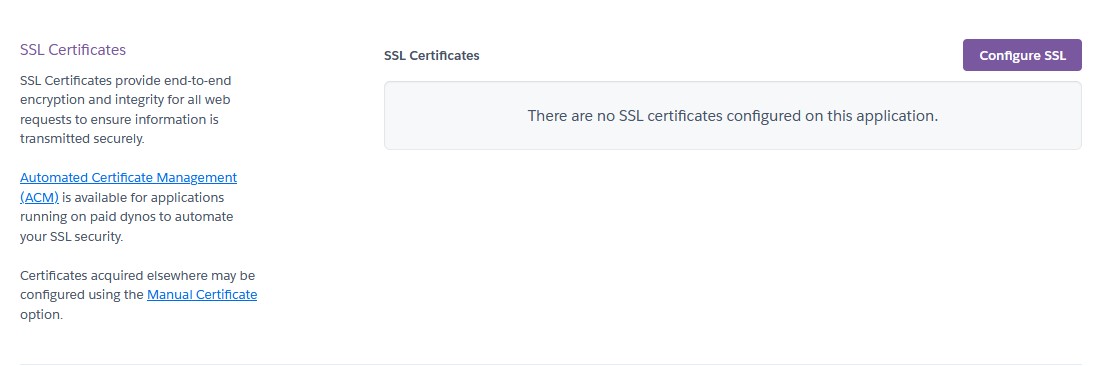 SSL Certificates
SSL Certificates provide end-to-end
encryption and integrity for all web
requests to ensure information is
transmitted securely.
Automated Certificate Management
(ACM) is available for applications
running on paid dynos to automate
your SSL security.
Certificates acquired elsewhere may be
configured using the Manual Certificate
option.
SSL Certificates
Configure SSL
There are no SSL certificates configured on this application.